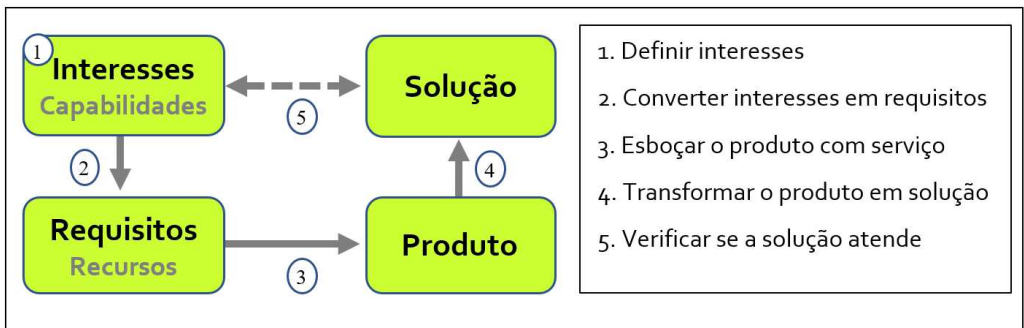 1
Interesses
Capabilidades
5
Solução
2
4
Requisitos
Recursos
3
Produto
1. Definir interesses
2. Converter interesses em requisitos
3. Esboçar o produto com serviço
4. Transformar o produto em solução
5. Verificar se a solução atende